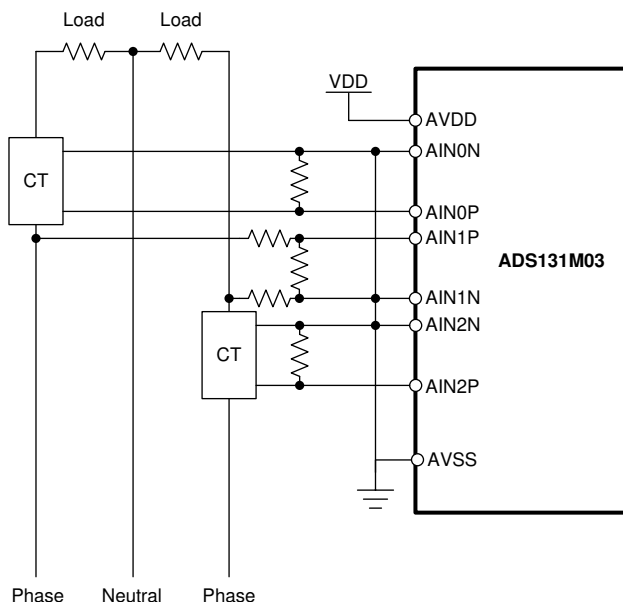 Load Load
VDD
AVDD
AIN0N
CT
AIN0P
AIN1P
ADS131M03
AIN1N
AIN2N
CT
AIN2P
AVSS
Phase Neutral Phase